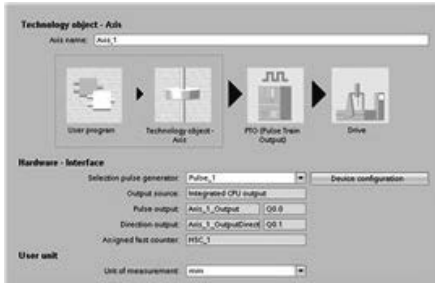 Technology object - Axis
Axis name: Axis_1
User program
Technology object - Axis
PTO (Pulse Train Output)
Drive
Hardware - Interface
Selection pulse generator: Pulse_1 Device configuration
Output source: Integrated CPU output
Pulse output: Axis_1_Output Q0.0
Direction output: Axis_1_OutputDirect Q0.1
Assigned fast counter: HSC_1
User unit
Unit of measurement: mm